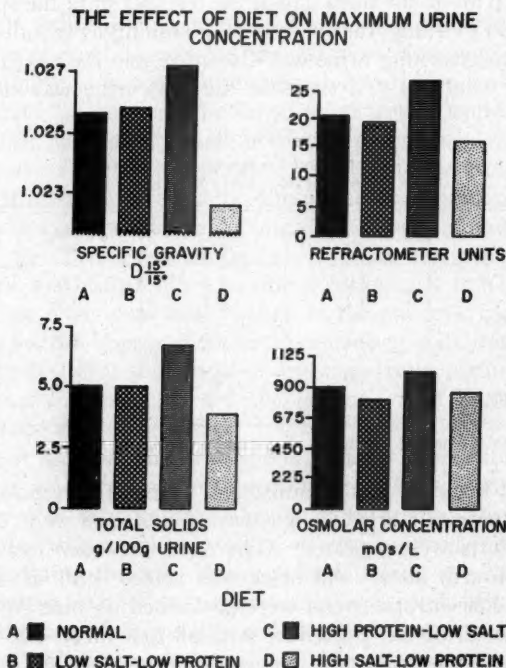 THE EFFECT OF DIET ON MAXIMUM URINE
CONCENTRATION
1.027
1.025
1.023
SPECIFIC GRAVITY
D 15°/15°
A B C D
25
20
15
10
0
REFRACTOMETER UNITS
A B C D
7.5
5.0
2.5
0
TOTAL SOLIDS
g/100g URINE
A B C D
1125
900
675
450
225
0
OSMOLAR CONCENTRATION
mOs/L
A B C D
DIET
A NORMAL
C HIGH PROTEIN-LOW SALT
B LOW SALT-LOW PROTEIN
D HIGH SALT-LOW PROTEIN